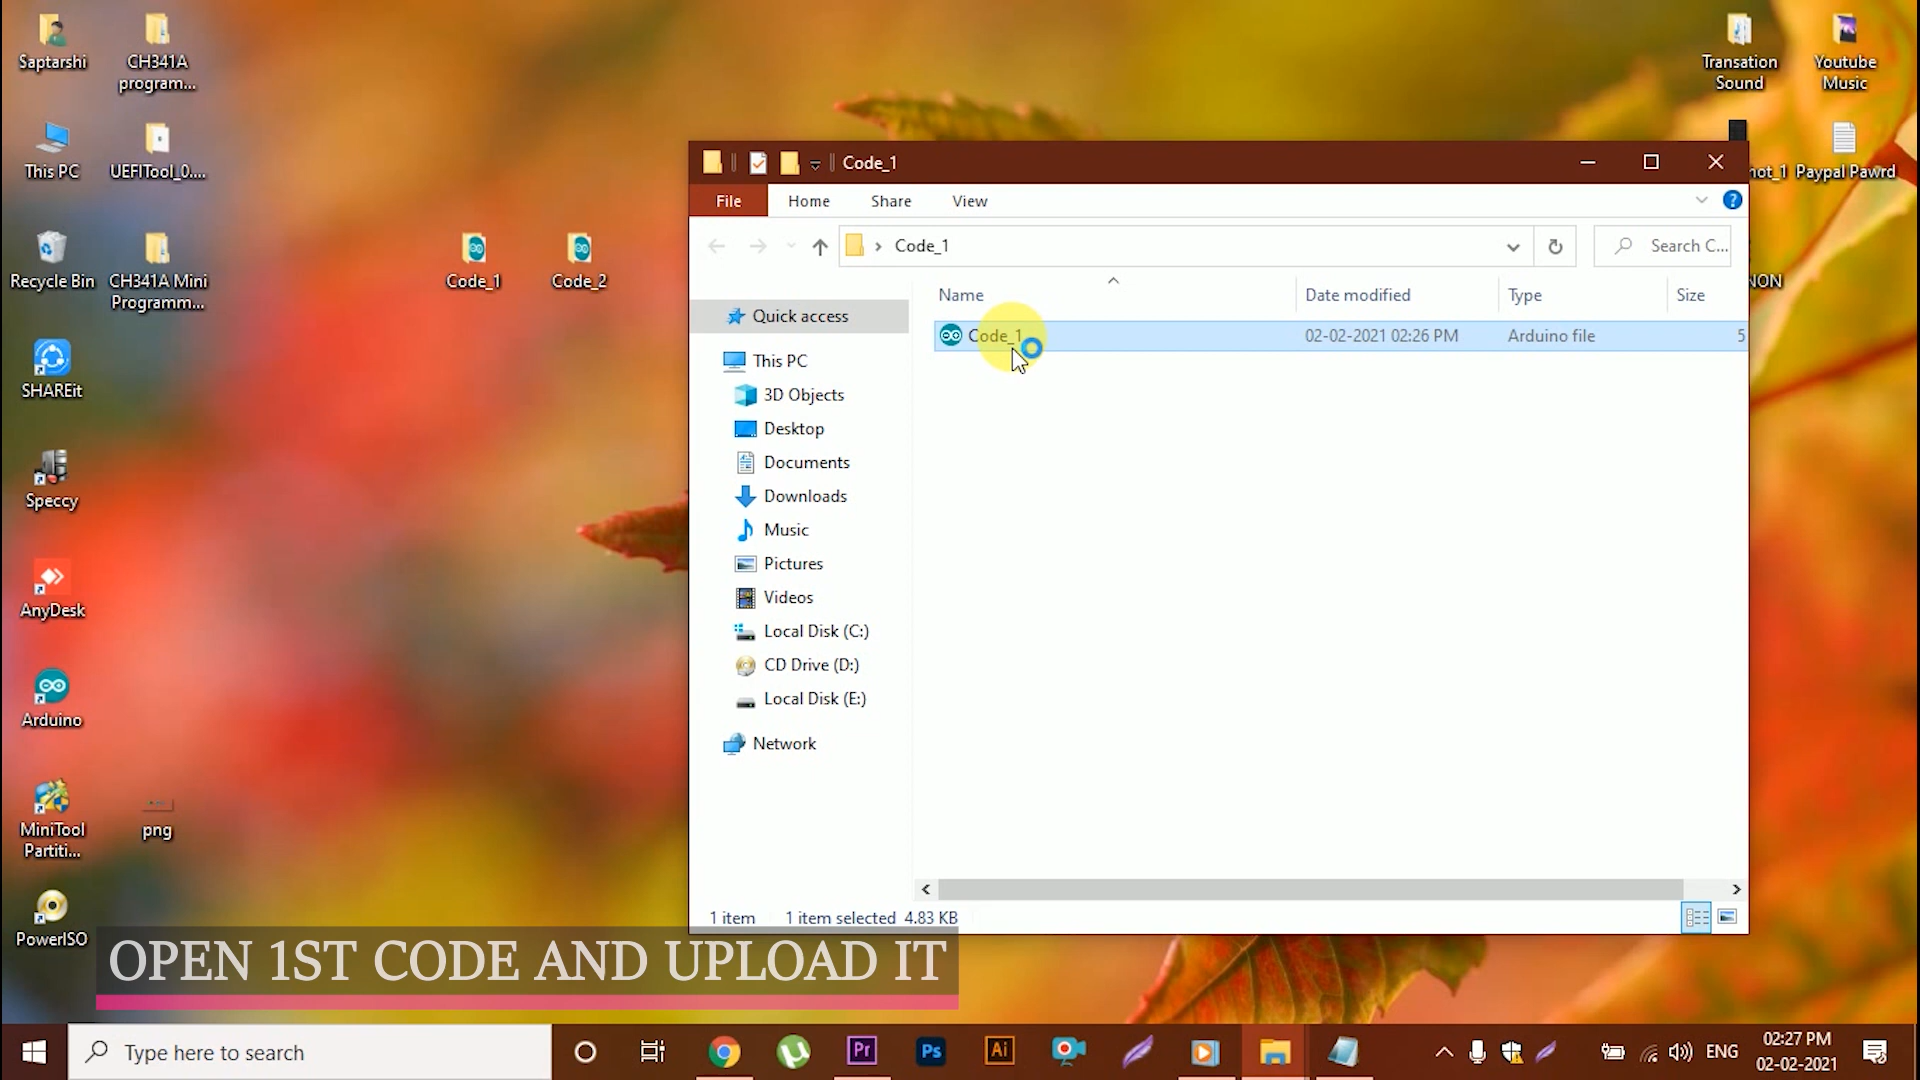 Saptarshi
CH341A
program...
This PC
UEFITool_0....
Recycle Bin
CH341A Mini
Programm...
SHAREit
Speccy
AnyDesk
Arduino
MiniTool
Partiti...
png
PowerISO
Code_1
Code_2
Transation
Sound
Youtube
Music
Paypal Pawrd
Code_1
File
Home
Share
View
?
Code_1
Search C...
Name
Date modified
Type
Size
Code_1
02-02-2021 02:26 PM
Arduino file
5
Quick access
This PC
3D Objects
Desktop
Documents
Downloads
Music
Pictures
Videos
Local Disk (C:)
CD Drive (D:)
Local Disk (E:)
Network
1 item
1 item selected 4.83 KB
OPEN 1ST CODE AND UPLOAD IT
Type here to search
Pr
Ps
Ai
ENG
02:27 PM
02-02-2021